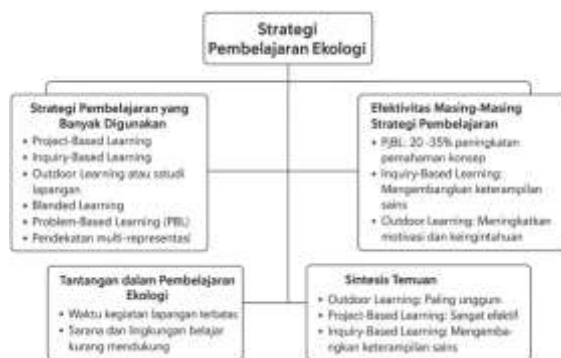 Strategi
Pembelajaran Ekologi
Strategi Pembelajaran yang
Banyak Digunakan
• Project-Based Learning
• Inquiry-Based Learning
• Outdoor Learning atau sstudi
lapangan
• Blended Learning
• Problem-Based Learning (PBL)
• Pendekatan multi-representasi
Efektivitas Masing-Masing
Strategi Pembelajaran
• PjBL: 20 -35% peningkatan
pemahaman konsep
• Inquiry-Based Learning:
Mengembangkan keterampilan
sains
• Outdoor Learning: Meningkatkan
motivasi dan keingintahuan
Tantangan dalam Pembelajaran
Ekologi
• Waktu kegiatan lapangan terbatas
• Sarana dan lingkungan belajar
kurang mendukung
Sintesis Temuan
• Outdoor Learning: Paling unggum
• Project-Based Learning: Sangat efektif
• Inquiry-Based Learning: Mengemba-
ngkan keterampilan sains